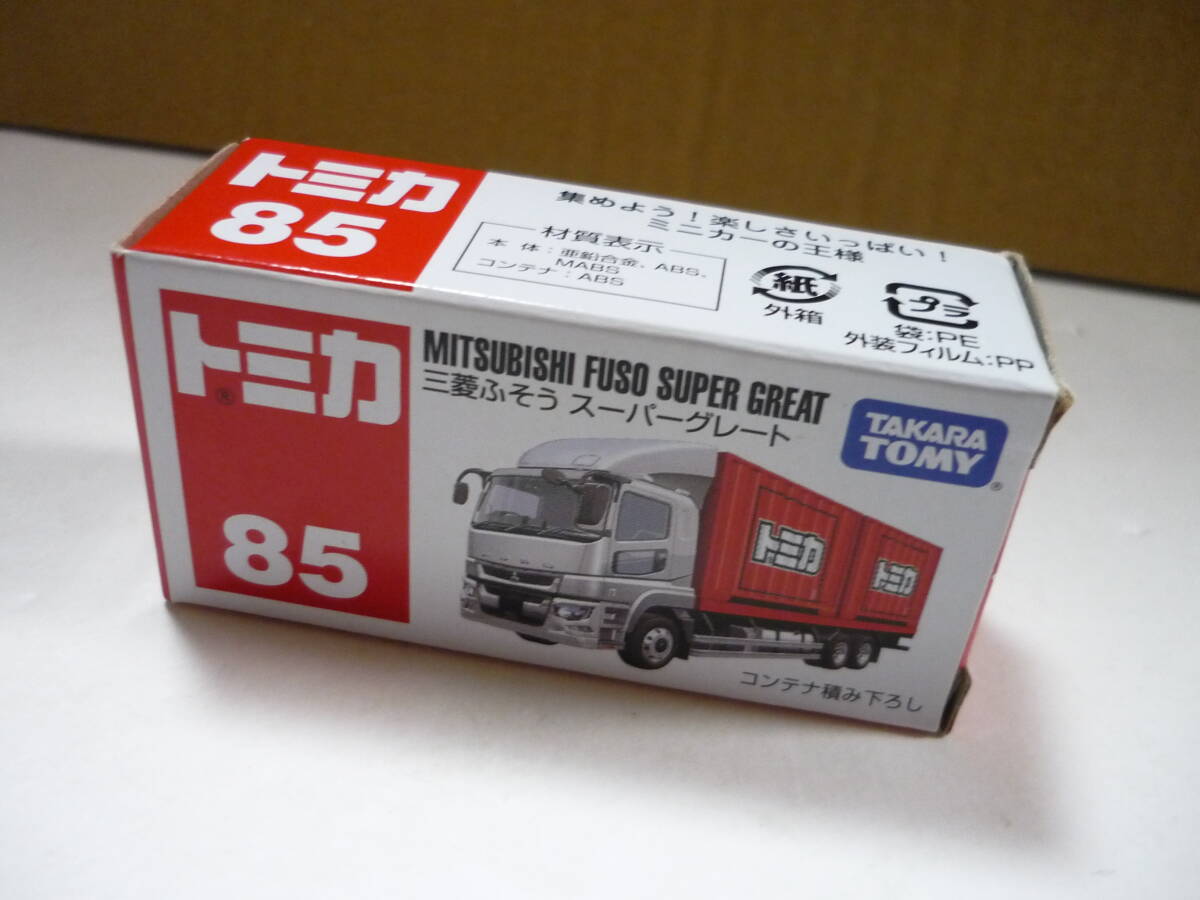 トミカ
85
集めよう!楽しさいっぱい!
ミニカーの王様
材質表示
本 体:亜鉛合金、ABS、
MABS
コンテナ:ABS
紙
外箱
プラ
袋:PE
外装フィルム:PP
トミカ®
85
MITSUBISHI FUSO SUPER GREAT
三菱ふそう スーパーグレート
TAKARA
TOMY®
FUSO
トミカ
トミカ
コンテナ積み下ろし